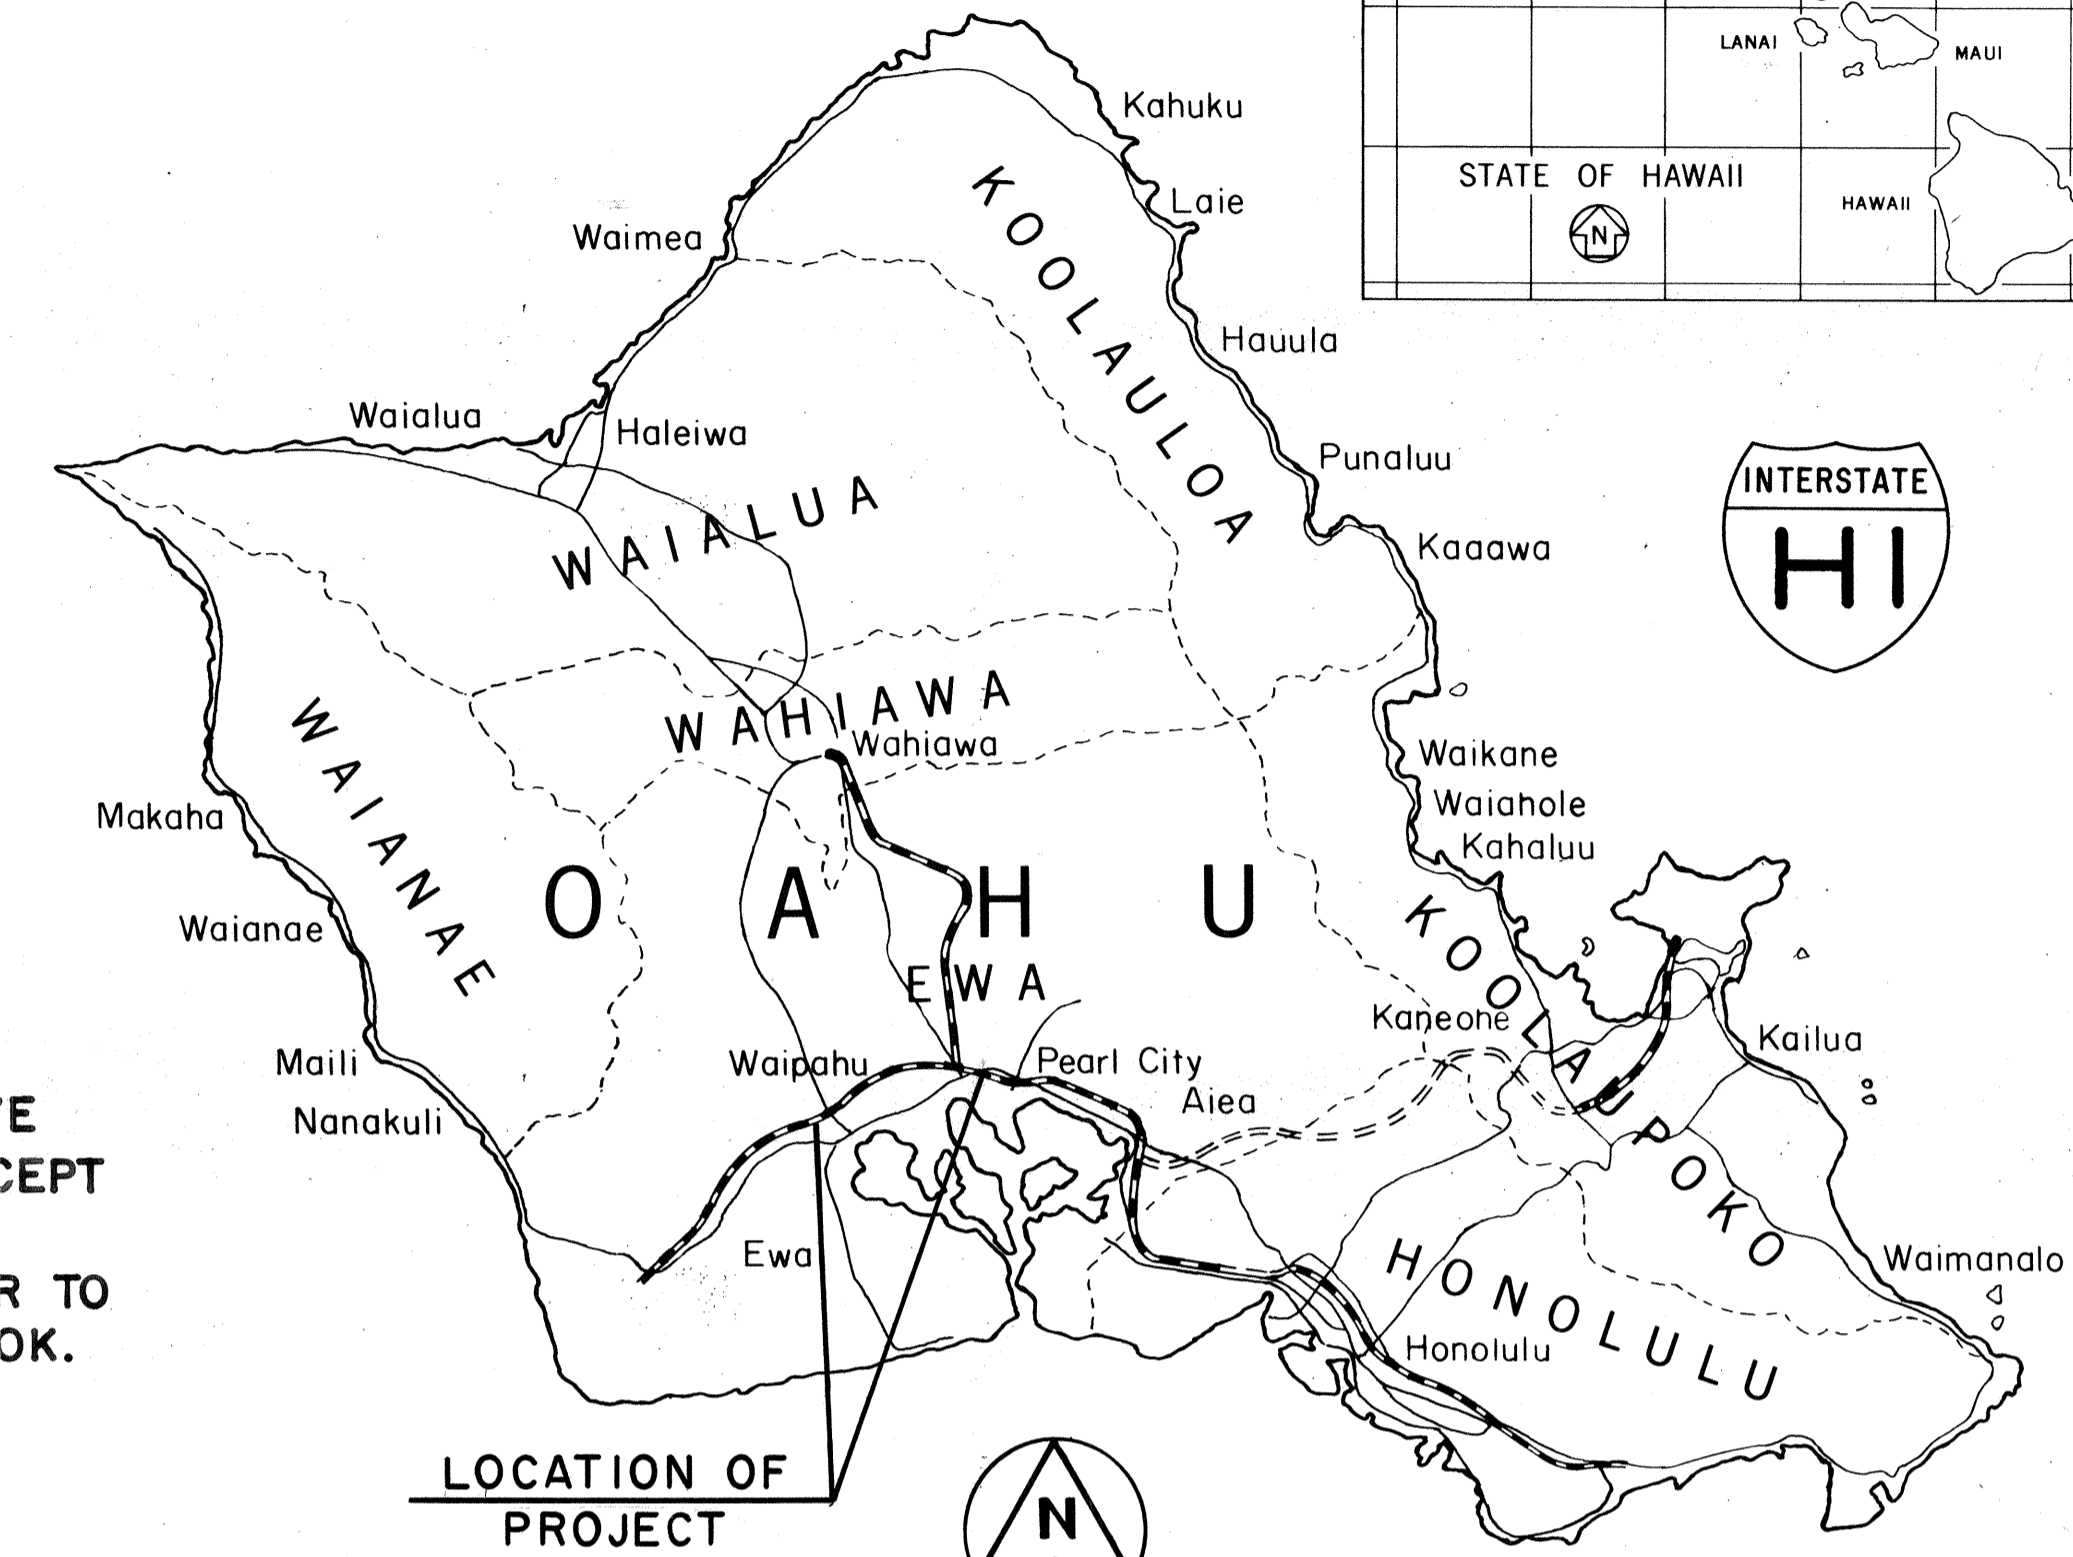 LANAI
MAUI
Kahuku
STATE OF HAWAII
N
HAWAII
Laie
Waimea
KOOLAULOA
Hauula
Waialua
Haleiwa
Punaluu
INTERSTATE
H1
WAIALUA
Kaaawa
WAHIAWA
Wahiawa
WAIANAE
Waikane
Waiahole
Makaha
Kahaluu
OAHU
Waianae
KOOLAUPOKO
EWA
Kaneohe
Kailua
Maili
Waipahu
Pearl City
Aiea
Nanakuli
CEPT
R TO
OK.
Ewa
HONOLULU
Waimanalo
Honolulu
LOCATION OF
PROJECT
N